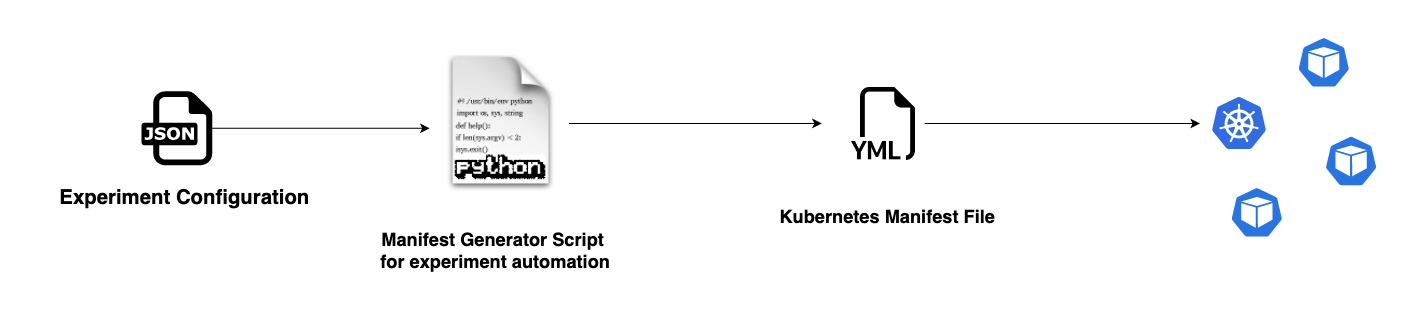 JSON
Experiment Configuration
#! /usr/bin/env python
import os, sys, string
def help():
if len(sys.argv) < 2:
sys.exit()
python
Manifest Generator Script
for experiment automation
YML
Kubernetes Manifest File